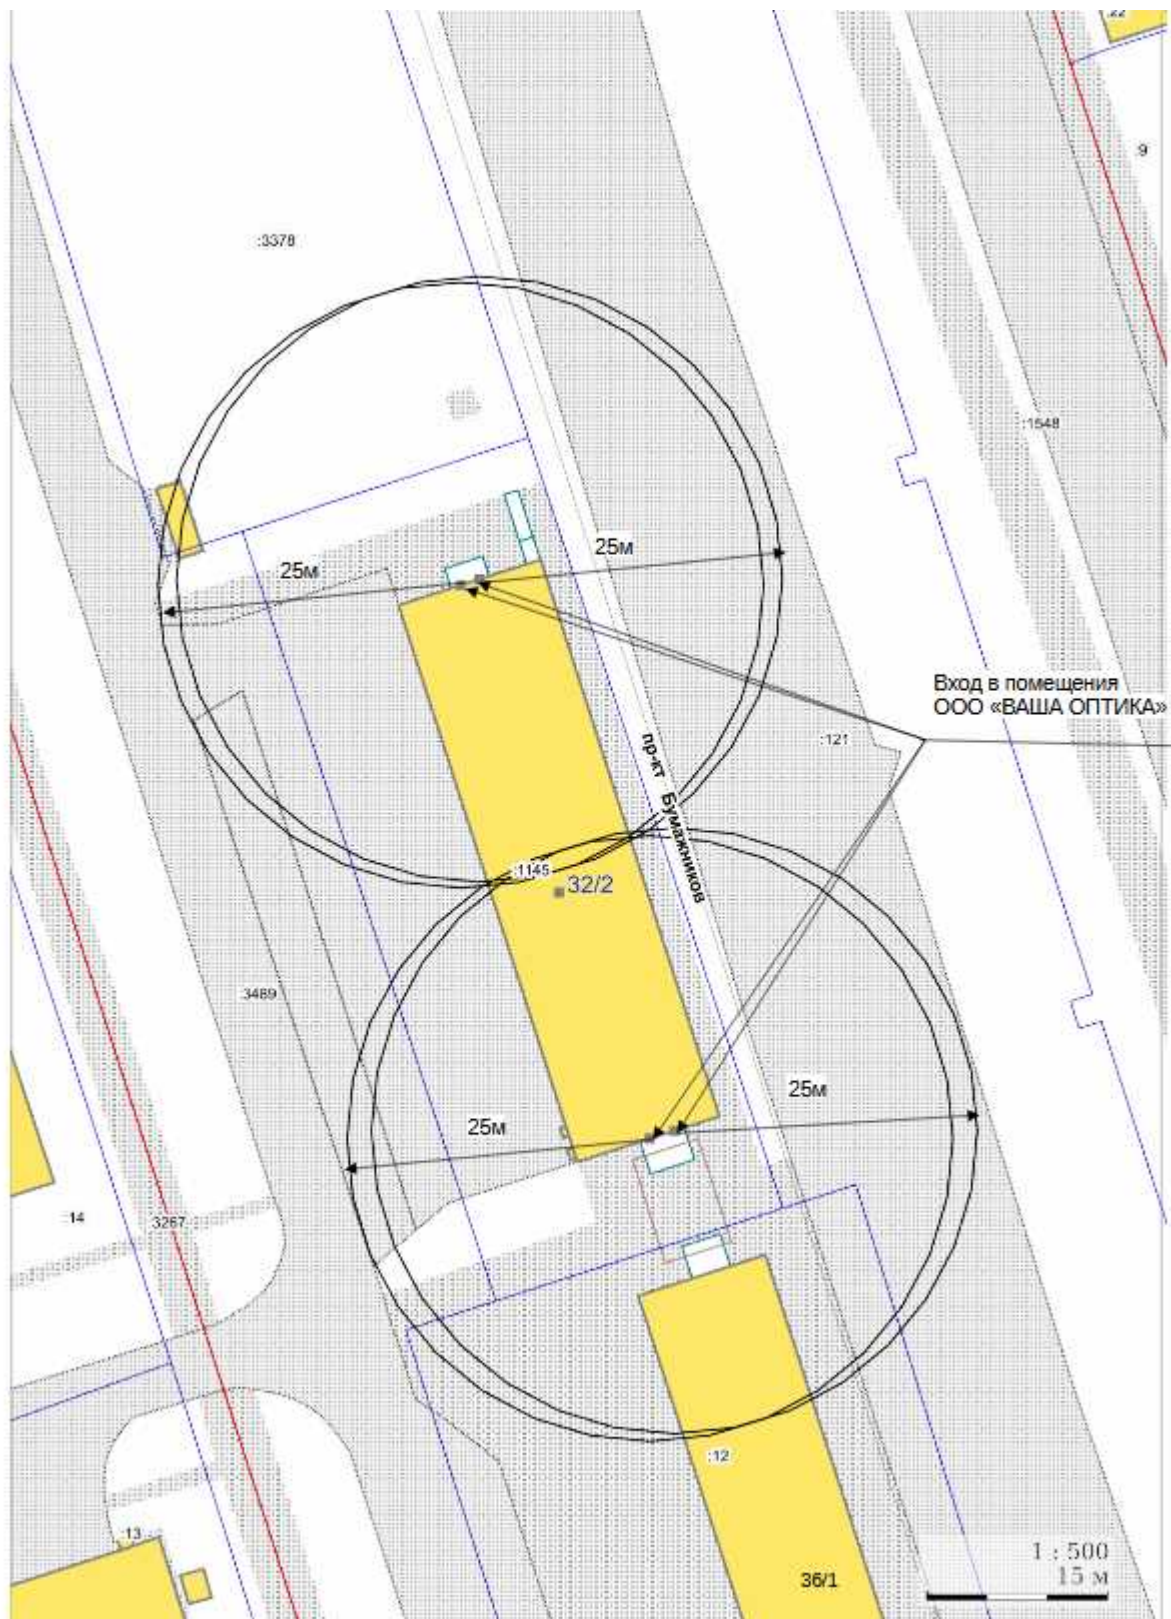 :22
:9
:3378
:1548
25м
25м
Вход в помещения
ООО «ВАША ОПТИКА»
:121
пр-кт Бумажников
:1145
32/2
:3489
25м
25м
:14
:3267
:12
:13
36/1
1 : 500
15 м